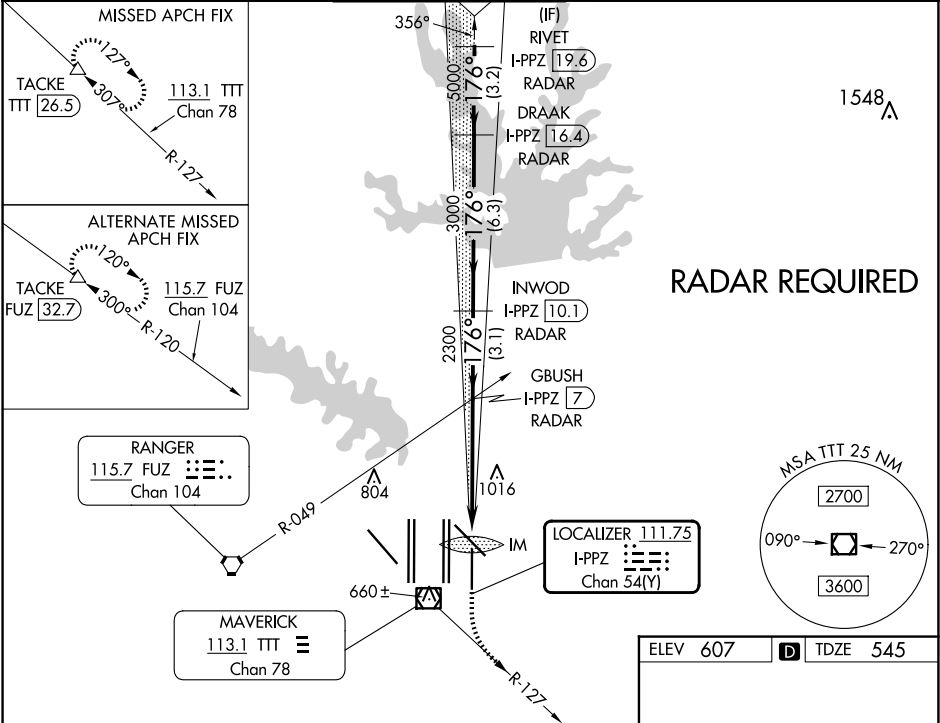 MISSED APCH FIX
127°
307°
TACKE
TTT 26.5
113.1 TTT
Chan 78
R-127
ALTERNATE MISSED
APCH FIX
120°
300°
TACKE
FUZ 32.7
115.7 FUZ
Chan 104
R-120
356°
(IF)
RIVET
I-PPZ 19.6
RADAR
5000
176°
(3.2)
DRAAK
I-PPZ 16.4
RADAR
3000
176°
(6.3)
INWOD
I-PPZ 10.1
RADAR
2300
176°
(3.1)
GBUSH
I-PPZ 7
RADAR
1548
RADAR REQUIRED
RANGER
115.7 FUZ
Chan 104
R-049
804
1016
IM
LOCALIZER 111.75
I-PPZ
Chan 54(Y)
660 ±
MAVERICK
113.1 TTT
Chan 78
R-127
MSA TTT 25 NM
2700
090°
270°
3600
ELEV 607
D
TDZE 545